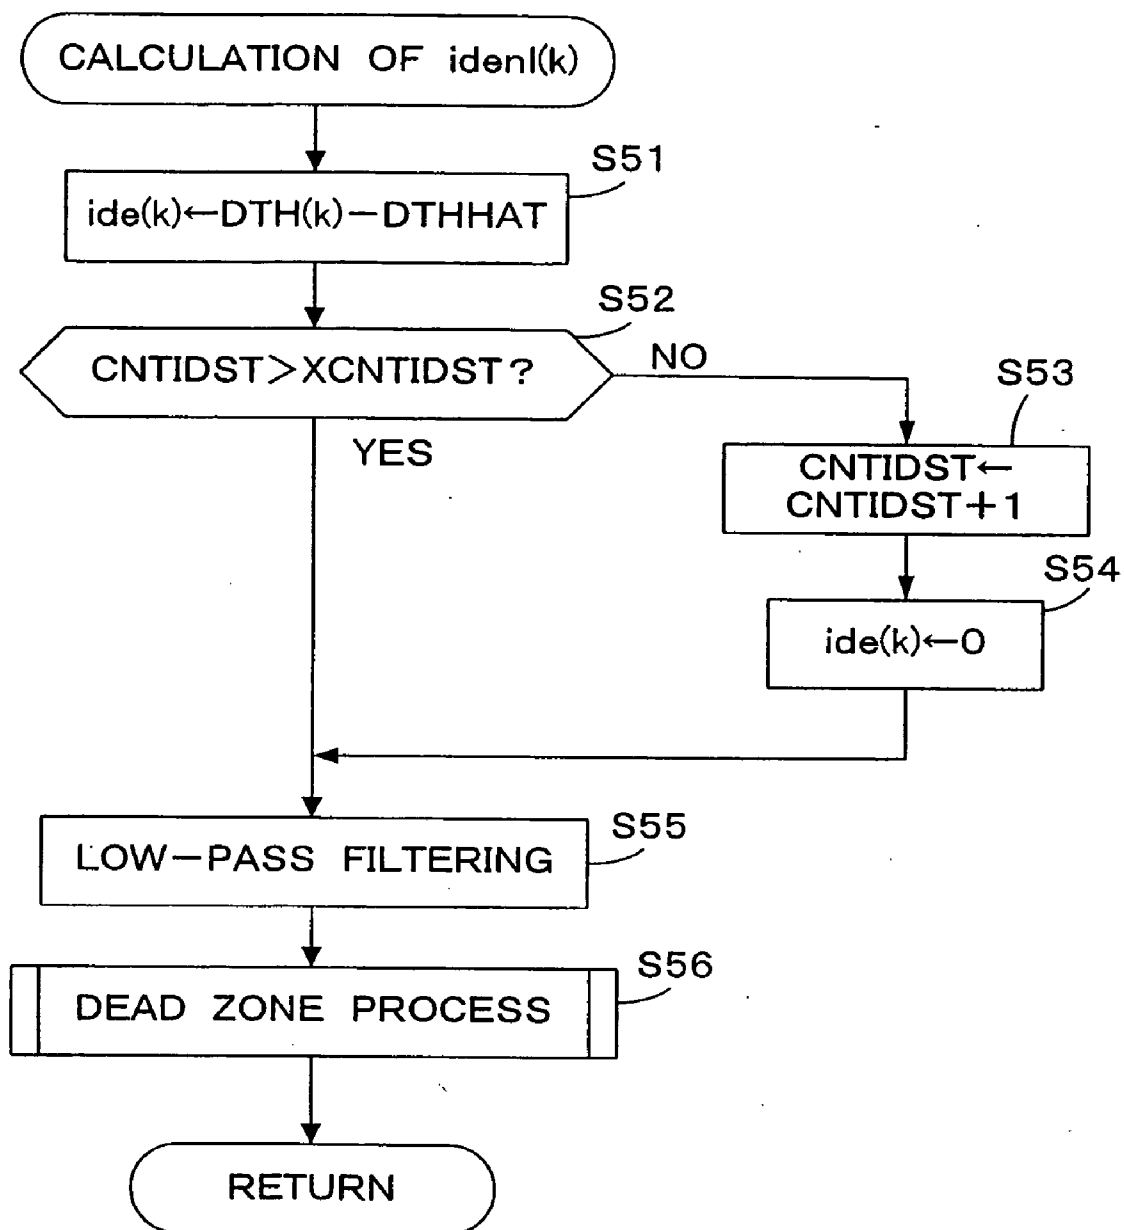 CALCULATION OF idenl(k)
S51
ide(k)←DTH(k)−DTHHAT
S52
CNTIDST>XCNTIDST?
NO
YES
S53
CNTIDST←
CNTIDST+1
S54
ide(k)←0
S55
LOW−PASS FILTERING
S56
DEAD ZONE PROCESS
RETURN